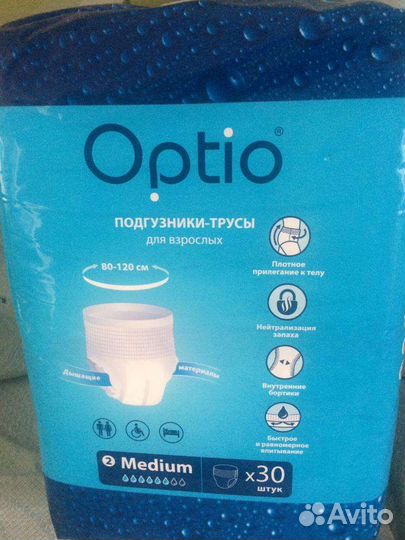 Optio®
ПОДГУЗНИКИ-ТРУСЫ
для взрослых
80-120 см
Плотное
прилегание к телу
Нейтрализация
запаха
Дышащие материалы
Внутренние
бортики
Быстрое
и равномерное
впитывание
2 Medium
x30
штук
Avito